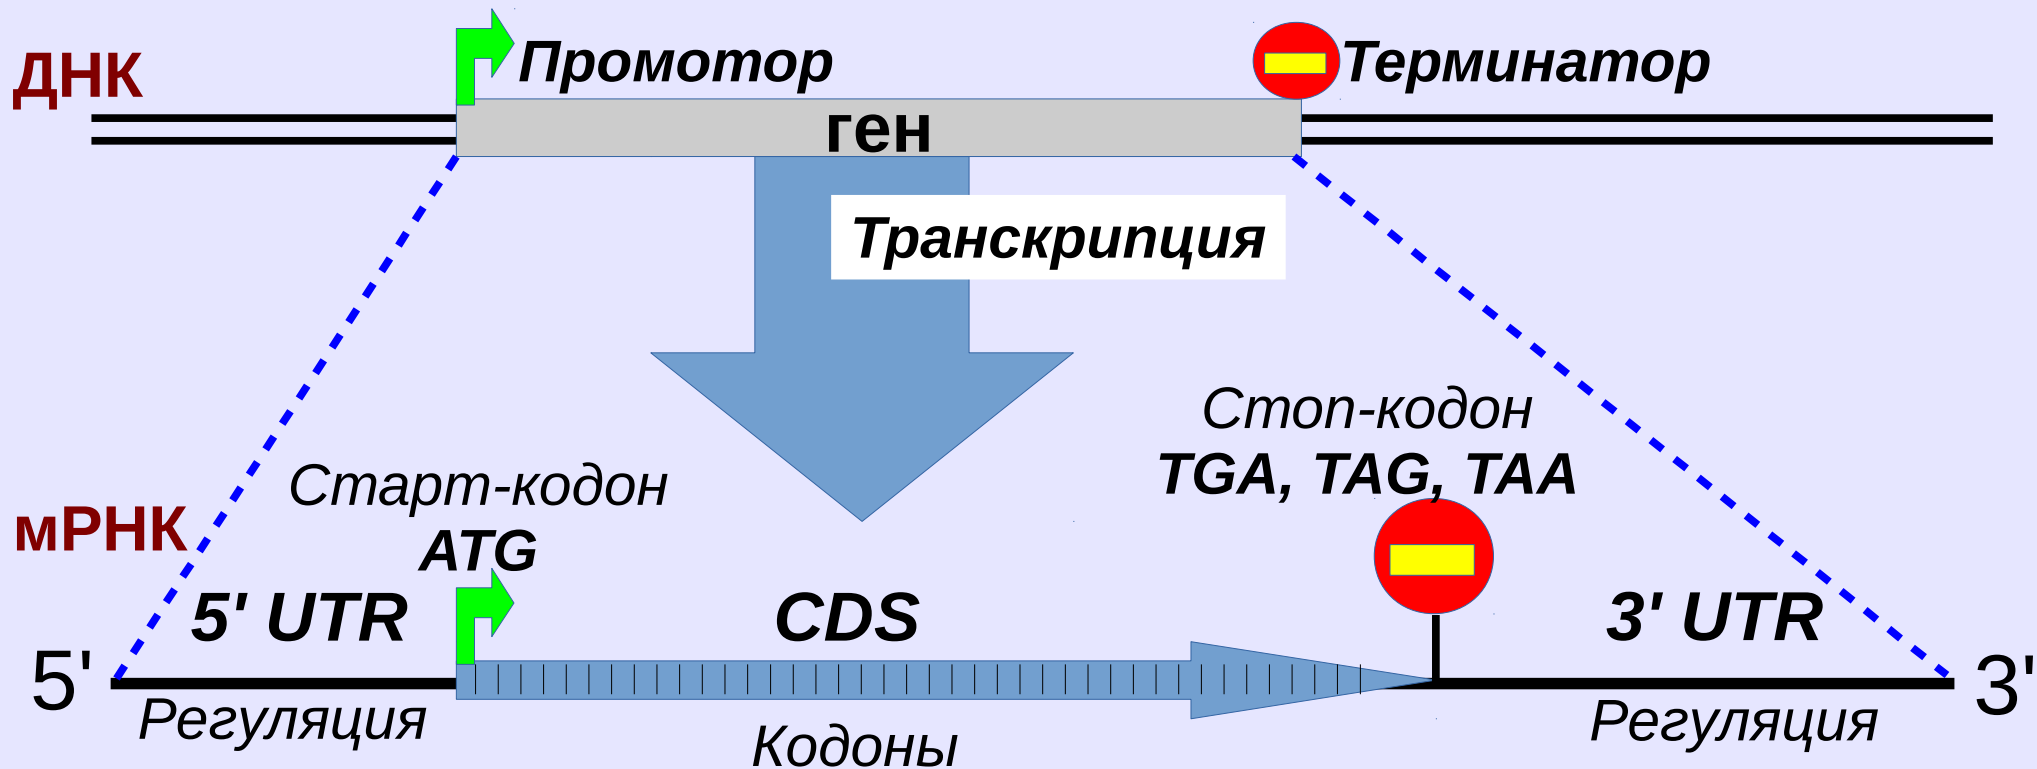 ДНК
Промотор
Терминатор
ген
Транскрипция
Стоп-кодон
TGA, TAG, TAA
Старт-кодон
ATG
мРНК
5' UTR
CDS
3' UTR
5'
3'
Регуляция
Кодоны
Регуляция